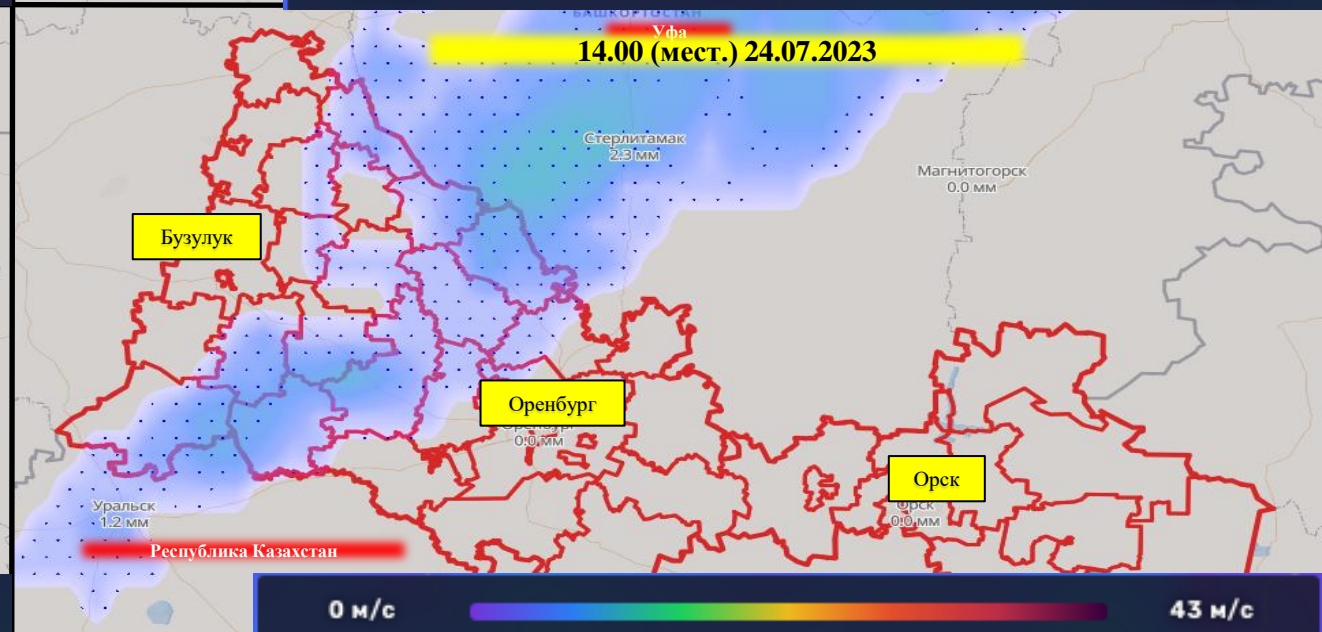 БАШКОРТОСТАН
Уфа
14.00 (мест.) 24.07.2023
Стерлитамак
2.3 мм
Магнитогорск
0.0 мм
Бузулук
Оренбург
Оренбург
0.0 мм
Орск
Орск
0.0 мм
Уральск
1.2 мм
Республика Казахстан
0 м/с
43 м/с